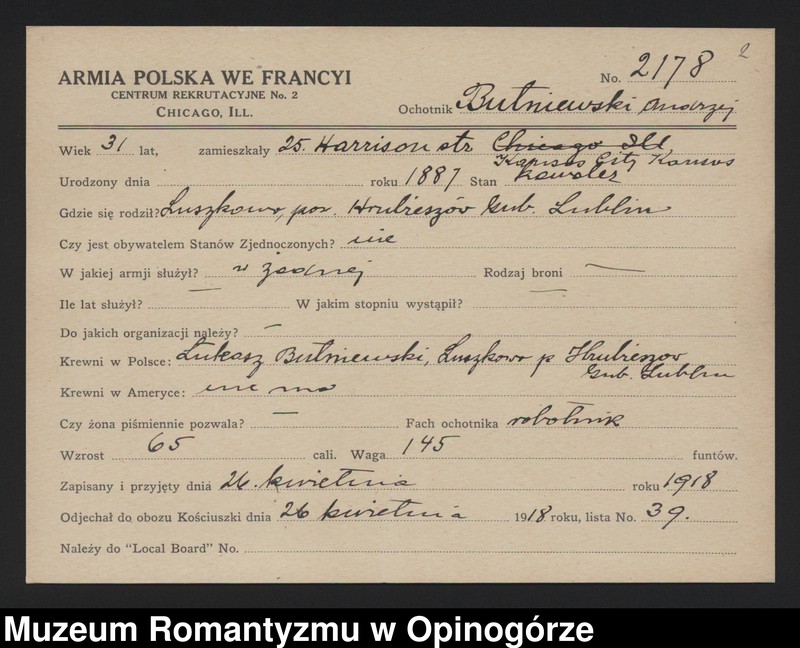 2
ARMIA POLSKA WE FRANCYI
CENTRUM REKRUTACYJNE No. 2
CHICAGO, ILL.
No. 2178
Ochotnik Butniewski Andrzej
Wiek 31 lat, zamieszkały 25. Harrison str Chicago Ill,
Kansas City Kansas
Urodzony dnia roku 1887 Stan kawaler
Gdzie się rodził? Łuszkowo, pow. Hrubieszów Gub. Lublin
Czy jest obywatelem Stanów Zjednoczonych? nie
W jakiej armji służył? w żadnej Rodzaj broni —
Ile lat służył? — W jakim stopniu wystąpił? —
Do jakich organizacji należy? —
Krewni w Polsce: Łukasz Butniewski, Łuszkowo p Hrubieszow
Gub. Lublin
Krewni w Ameryce: nie ma
Czy żona piśmiennie pozwala? — Fach ochotnika robotnik
Wzrost 65 cali. Waga 145 funtów.
Zapisany i przyjęty dnia 26. kwietnia roku 1918
Odjechał do obozu Kościuszki dnia 26 kwietnia 1918 roku, lista No. 39.
Należy do "Local Board" No.
Muzeum Romantyzmu w Opinogórze